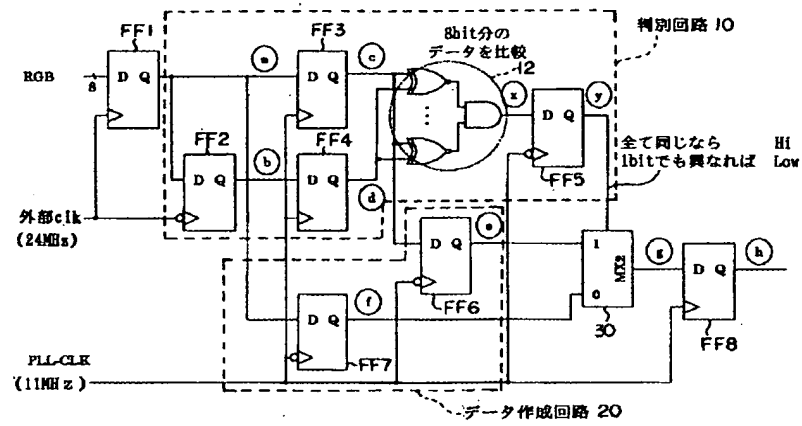 FF1
FF3
8bit分の
データを比較
12
判別回路 10
RGB
8
D Q
a
D Q
c
x
y
D Q
FF2
FF4
全て同じなら Hi
1bitでも異なれば Low
D Q
b
D Q
d
FF5
外部clk
(24MHz)
D Q
e
1
MX2
0
g
D Q
h
FF6
30
FF8
D Q
f
FF7
PLL-CLK
(11MHz)
データ作成回路 20